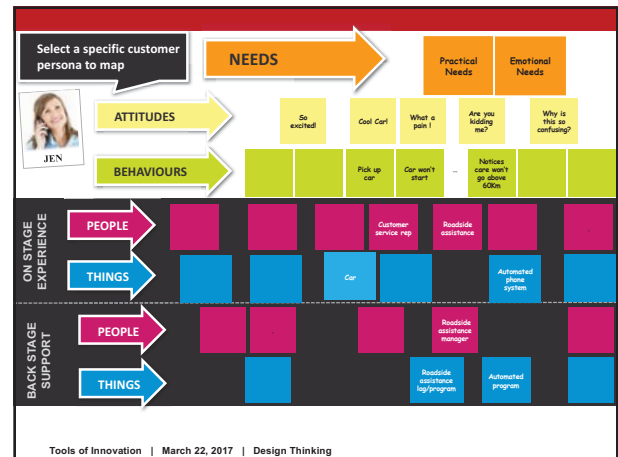 Select a specific customer
persona to map
NEEDS
Practical
Needs
Emotional
Needs
JEN
ATTITUDES
So
excited!
Cool Car!
What a
pain !
Are you
kidding
me?
Why is
this so
confusing?
BEHAVIOURS
Pick up
car
Car won't
start
...
Notices
care won't
go above
60Km
ON STAGE
EXPERIENCE
PEOPLE
Customer
service rep
Roadside
assistance
THINGS
Car
Automated
phone
system
BACK STAGE
SUPPORT
PEOPLE
Roadside
assistance
manager
THINGS
Roadside
assistance
log/program
Automated
program
Tools of Innovation | March 22, 2017 | Design Thinking